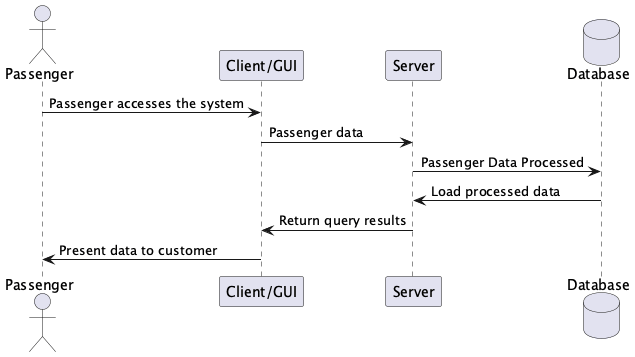 Passenger
Client/GUI
Server
Database
Passenger accesses the system
Passenger data
Passenger Data Processed
Load processed data
Return query results
Present data to customer
Passenger
Client/GUI
Server
Database